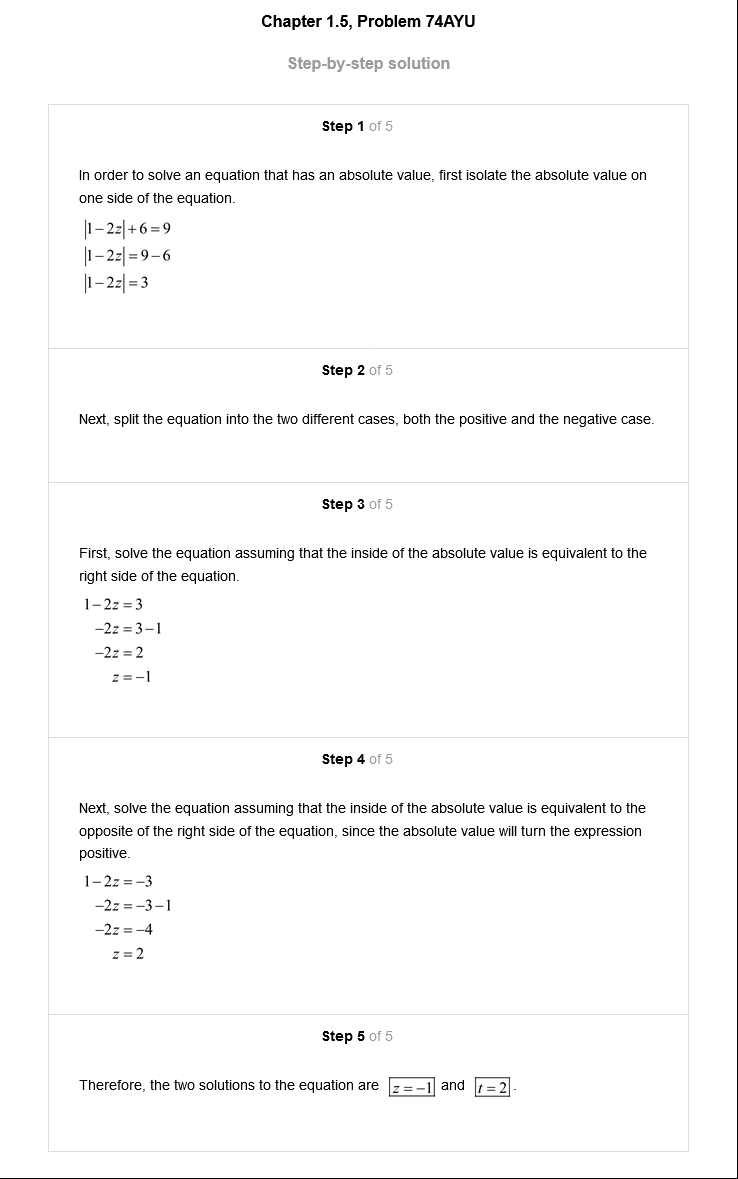 Chapter 1.5, Problem 74AYU
Step-by-step solution
Step 1 of 5
In order to solve an equation that has an absolute value, first isolate the absolute value on
one side of the equation.
|1−2z|+6=9
|1−2z|=9−6
|1−2z|=3
Step 2 of 5
Next, split the equation into the two different cases, both the positive and the negative case.
Step 3 of 5
First, solve the equation assuming that the inside of the absolute value is equivalent to the
right side of the equation.
1−2z=3
−2z=3−1
−2z=2
z=−1
Step 4 of 5
Next, solve the equation assuming that the inside of the absolute value is equivalent to the
opposite of the right side of the equation, since the absolute value will turn the expression
positive.
1−2z=−3
−2z=−3−1
−2z=−4
z=2
Step 5 of 5
Therefore, the two solutions to the equation are z=−1 and t=2.